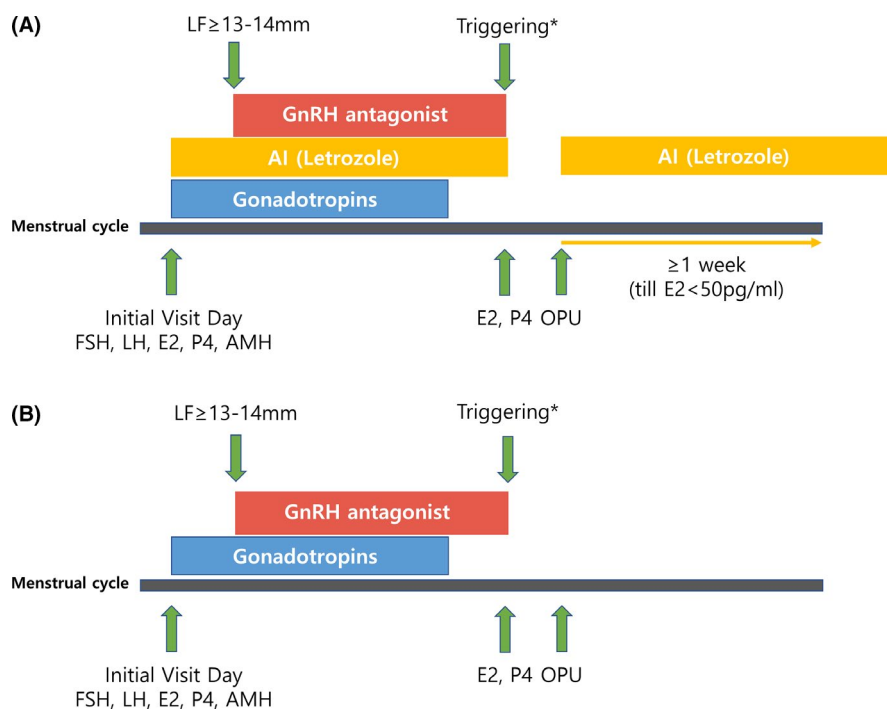 (A)
LF≥13-14mm
Triggering*
GnRH antagonist
AI (Letrozole)
AI (Letrozole)
Gonadotropins
Menstrual cycle
≥1 week
(till E2<50pg/ml)
Initial Visit Day
FSH, LH, E2, P4, AMH
E2, P4 OPU
(B)
LF≥13-14mm
Triggering*
GnRH antagonist
Gonadotropins
Menstrual cycle
Initial Visit Day
FSH, LH, E2, P4, AMH
E2, P4 OPU